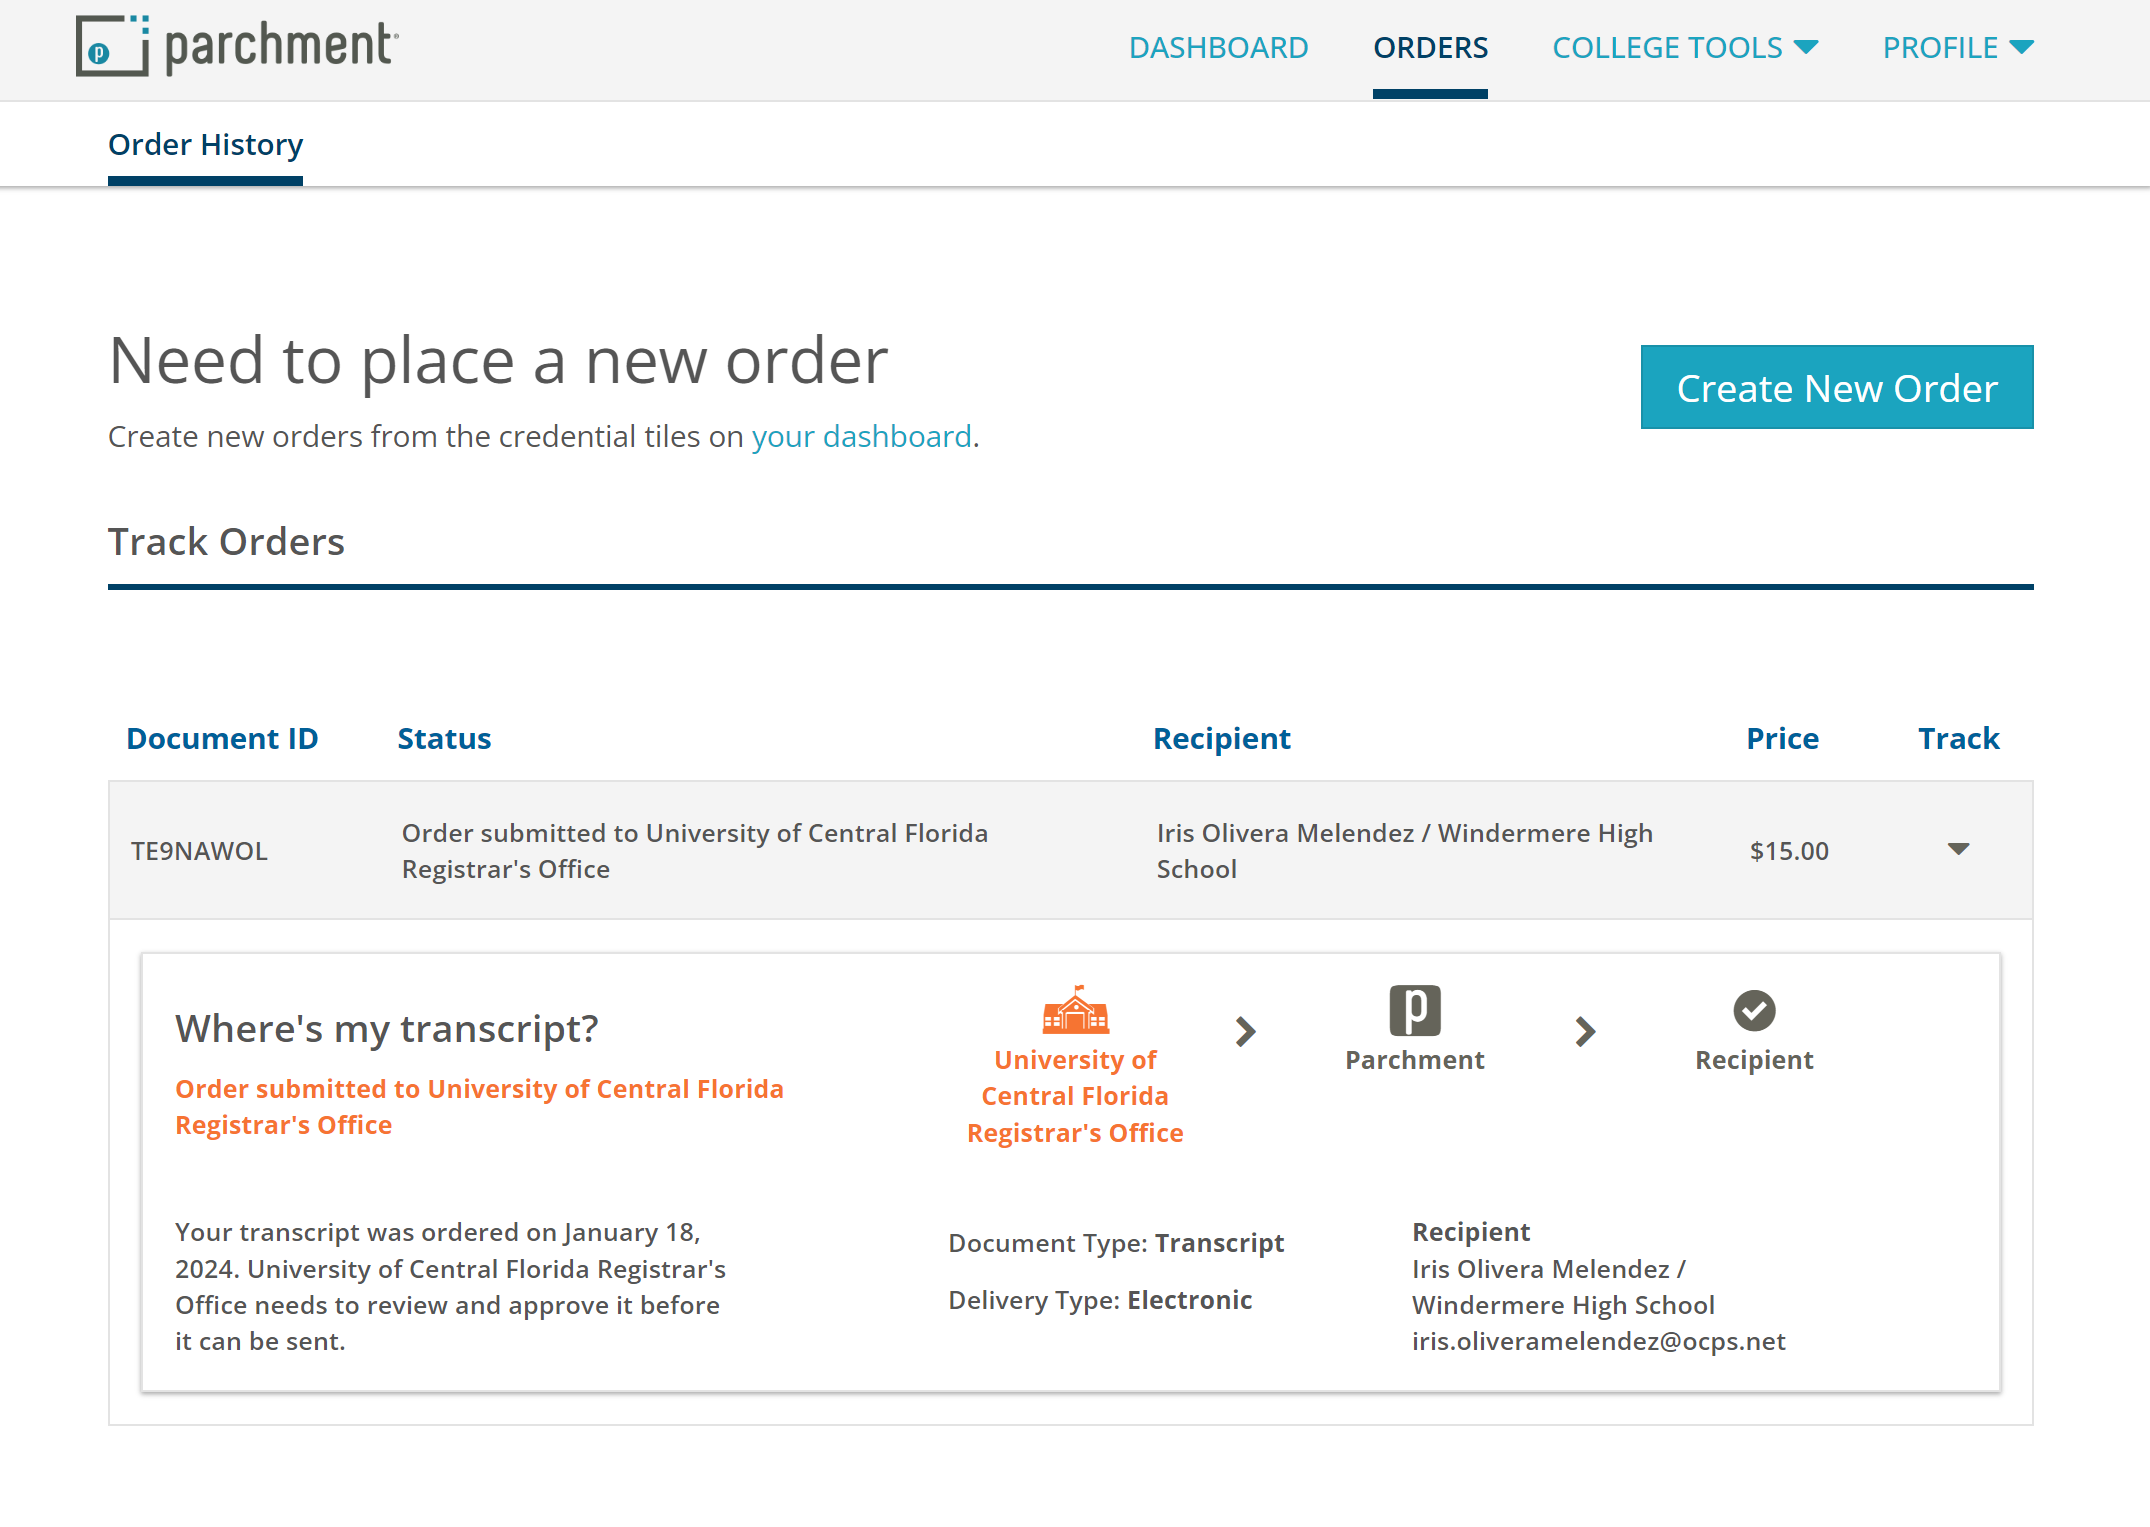 parchment
DASHBOARD ORDERS COLLEGE TOOLS PROFILE
Order History
Need to place a new order
Create New Order
Create new orders from the credential tiles on your dashboard.
Track Orders
Document ID Status Recipient Price Track
TE9NAWOL
Order submitted to University of Central Florida
Registrar's Office
Iris Olivera Melendez / Windermere High
School
$15.00
Where's my transcript?
Order submitted to University of Central Florida
Registrar's Office
University of
Central Florida
Registrar's Office
Parchment
Recipient
Your transcript was ordered on January 18,
2024. University of Central Florida Registrar's
Office needs to review and approve it before
it can be sent.
Document Type: Transcript
Delivery Type: Electronic
Recipient
Iris Olivera Melendez /
Windermere High School
iris.oliveramelendez@ocps.net